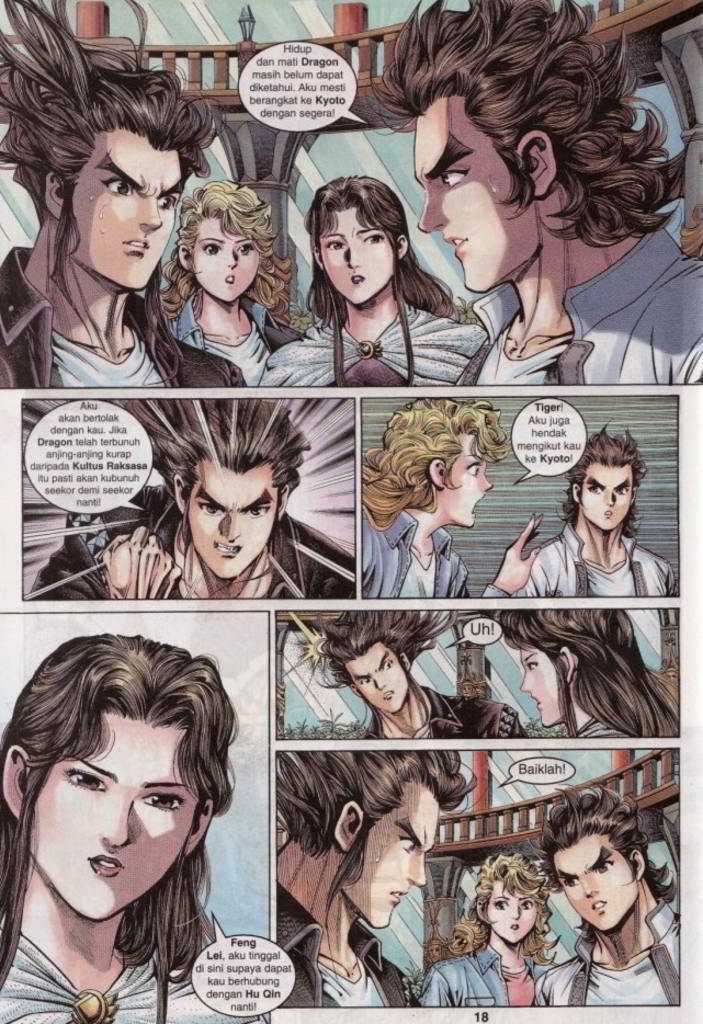 Hidup
dan mati Dragon
masih belum dapat
diketahui. Aku mesti
berangkat ke Kyoto
dengan segera!
Aku
akan bertolak
dengan kau. Jika
Dragon telah terbunuh
anjing-anjing kurap
daripada Kultus Raksasa
itu pasti akan kubunuh
seekor demi seekor
nanti!
Tiger!
Aku juga
hendak
mengikut kau
ke Kyoto!
Uh!
Feng
Lei, aku tinggal
di sini supaya dapat
kau berhubung
dengan Hu Qin
nanti!
Baiklah!
18